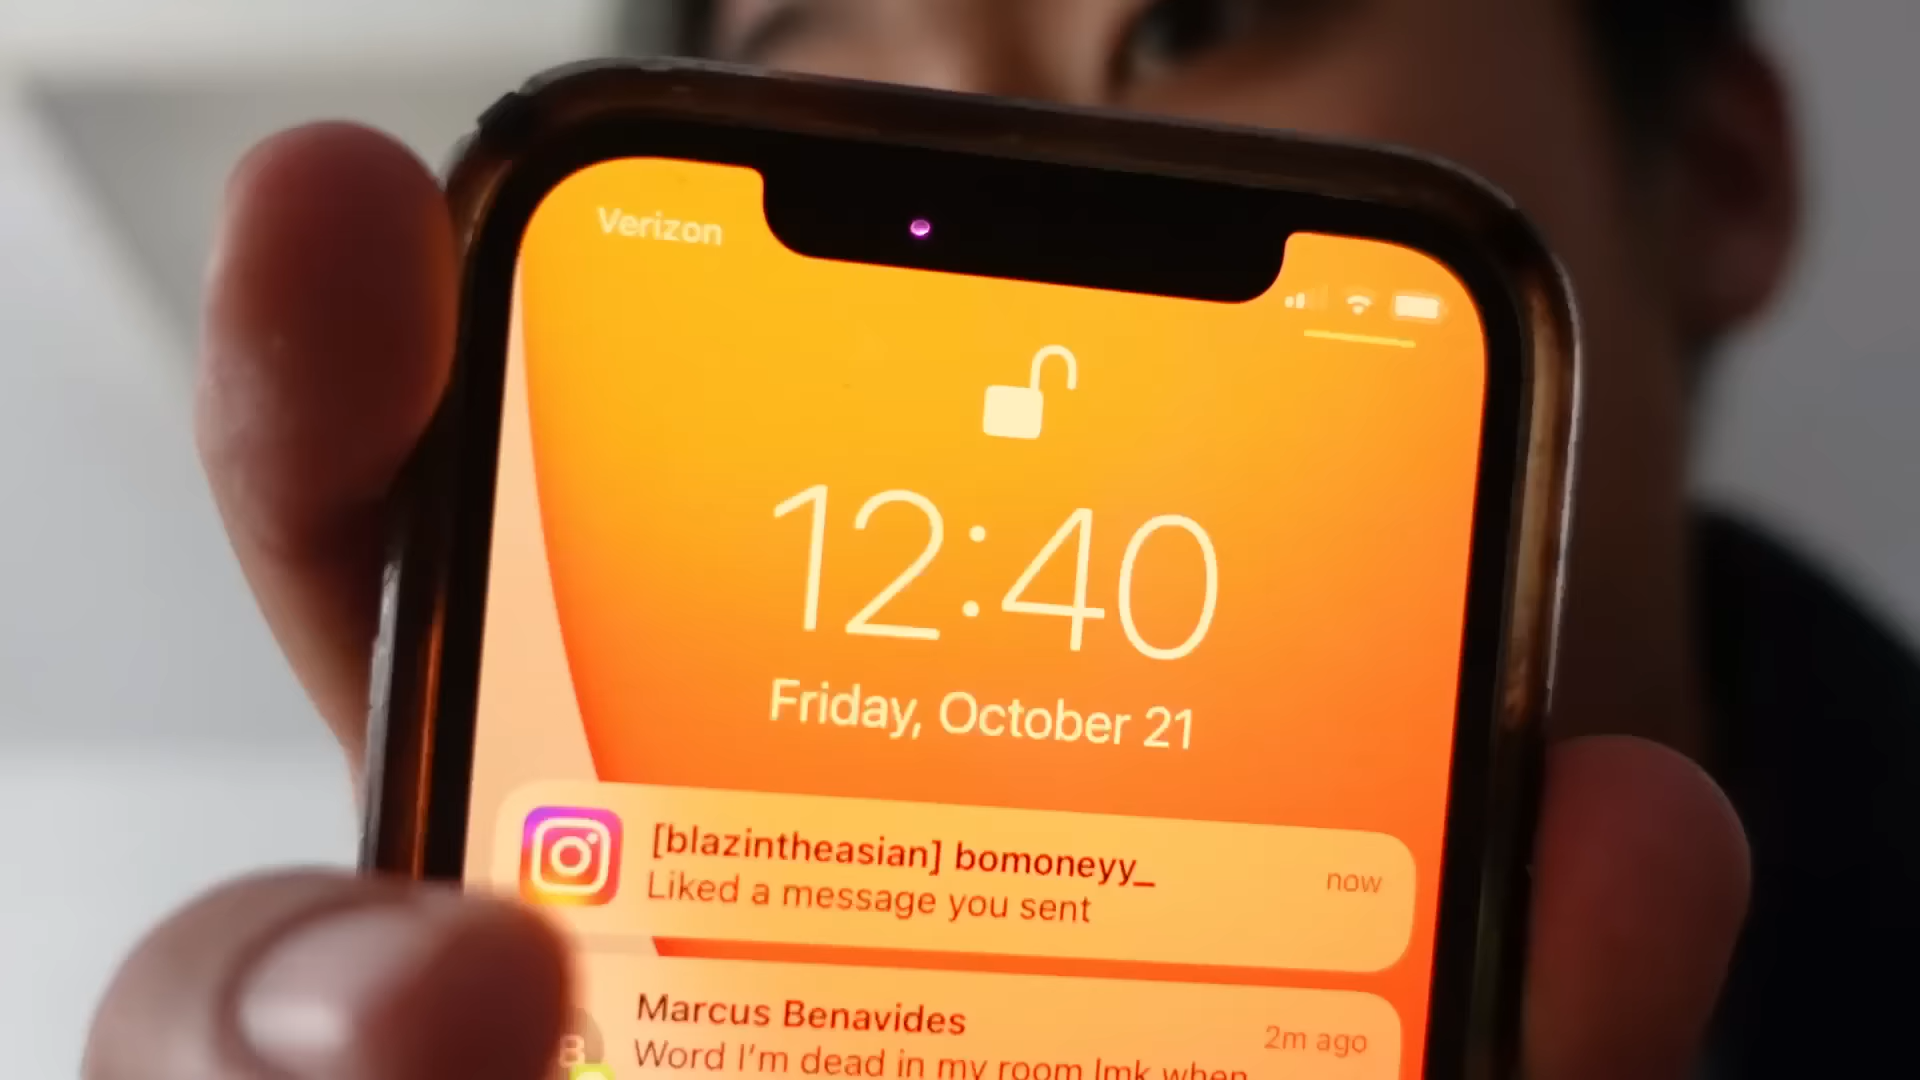 Verizon
12:40
Friday, October 21
[blazintheasian] bomoneyy_
now
Liked a message you sent
Marcus Benavides
2m ago
Word I'm dead in my room lmk when